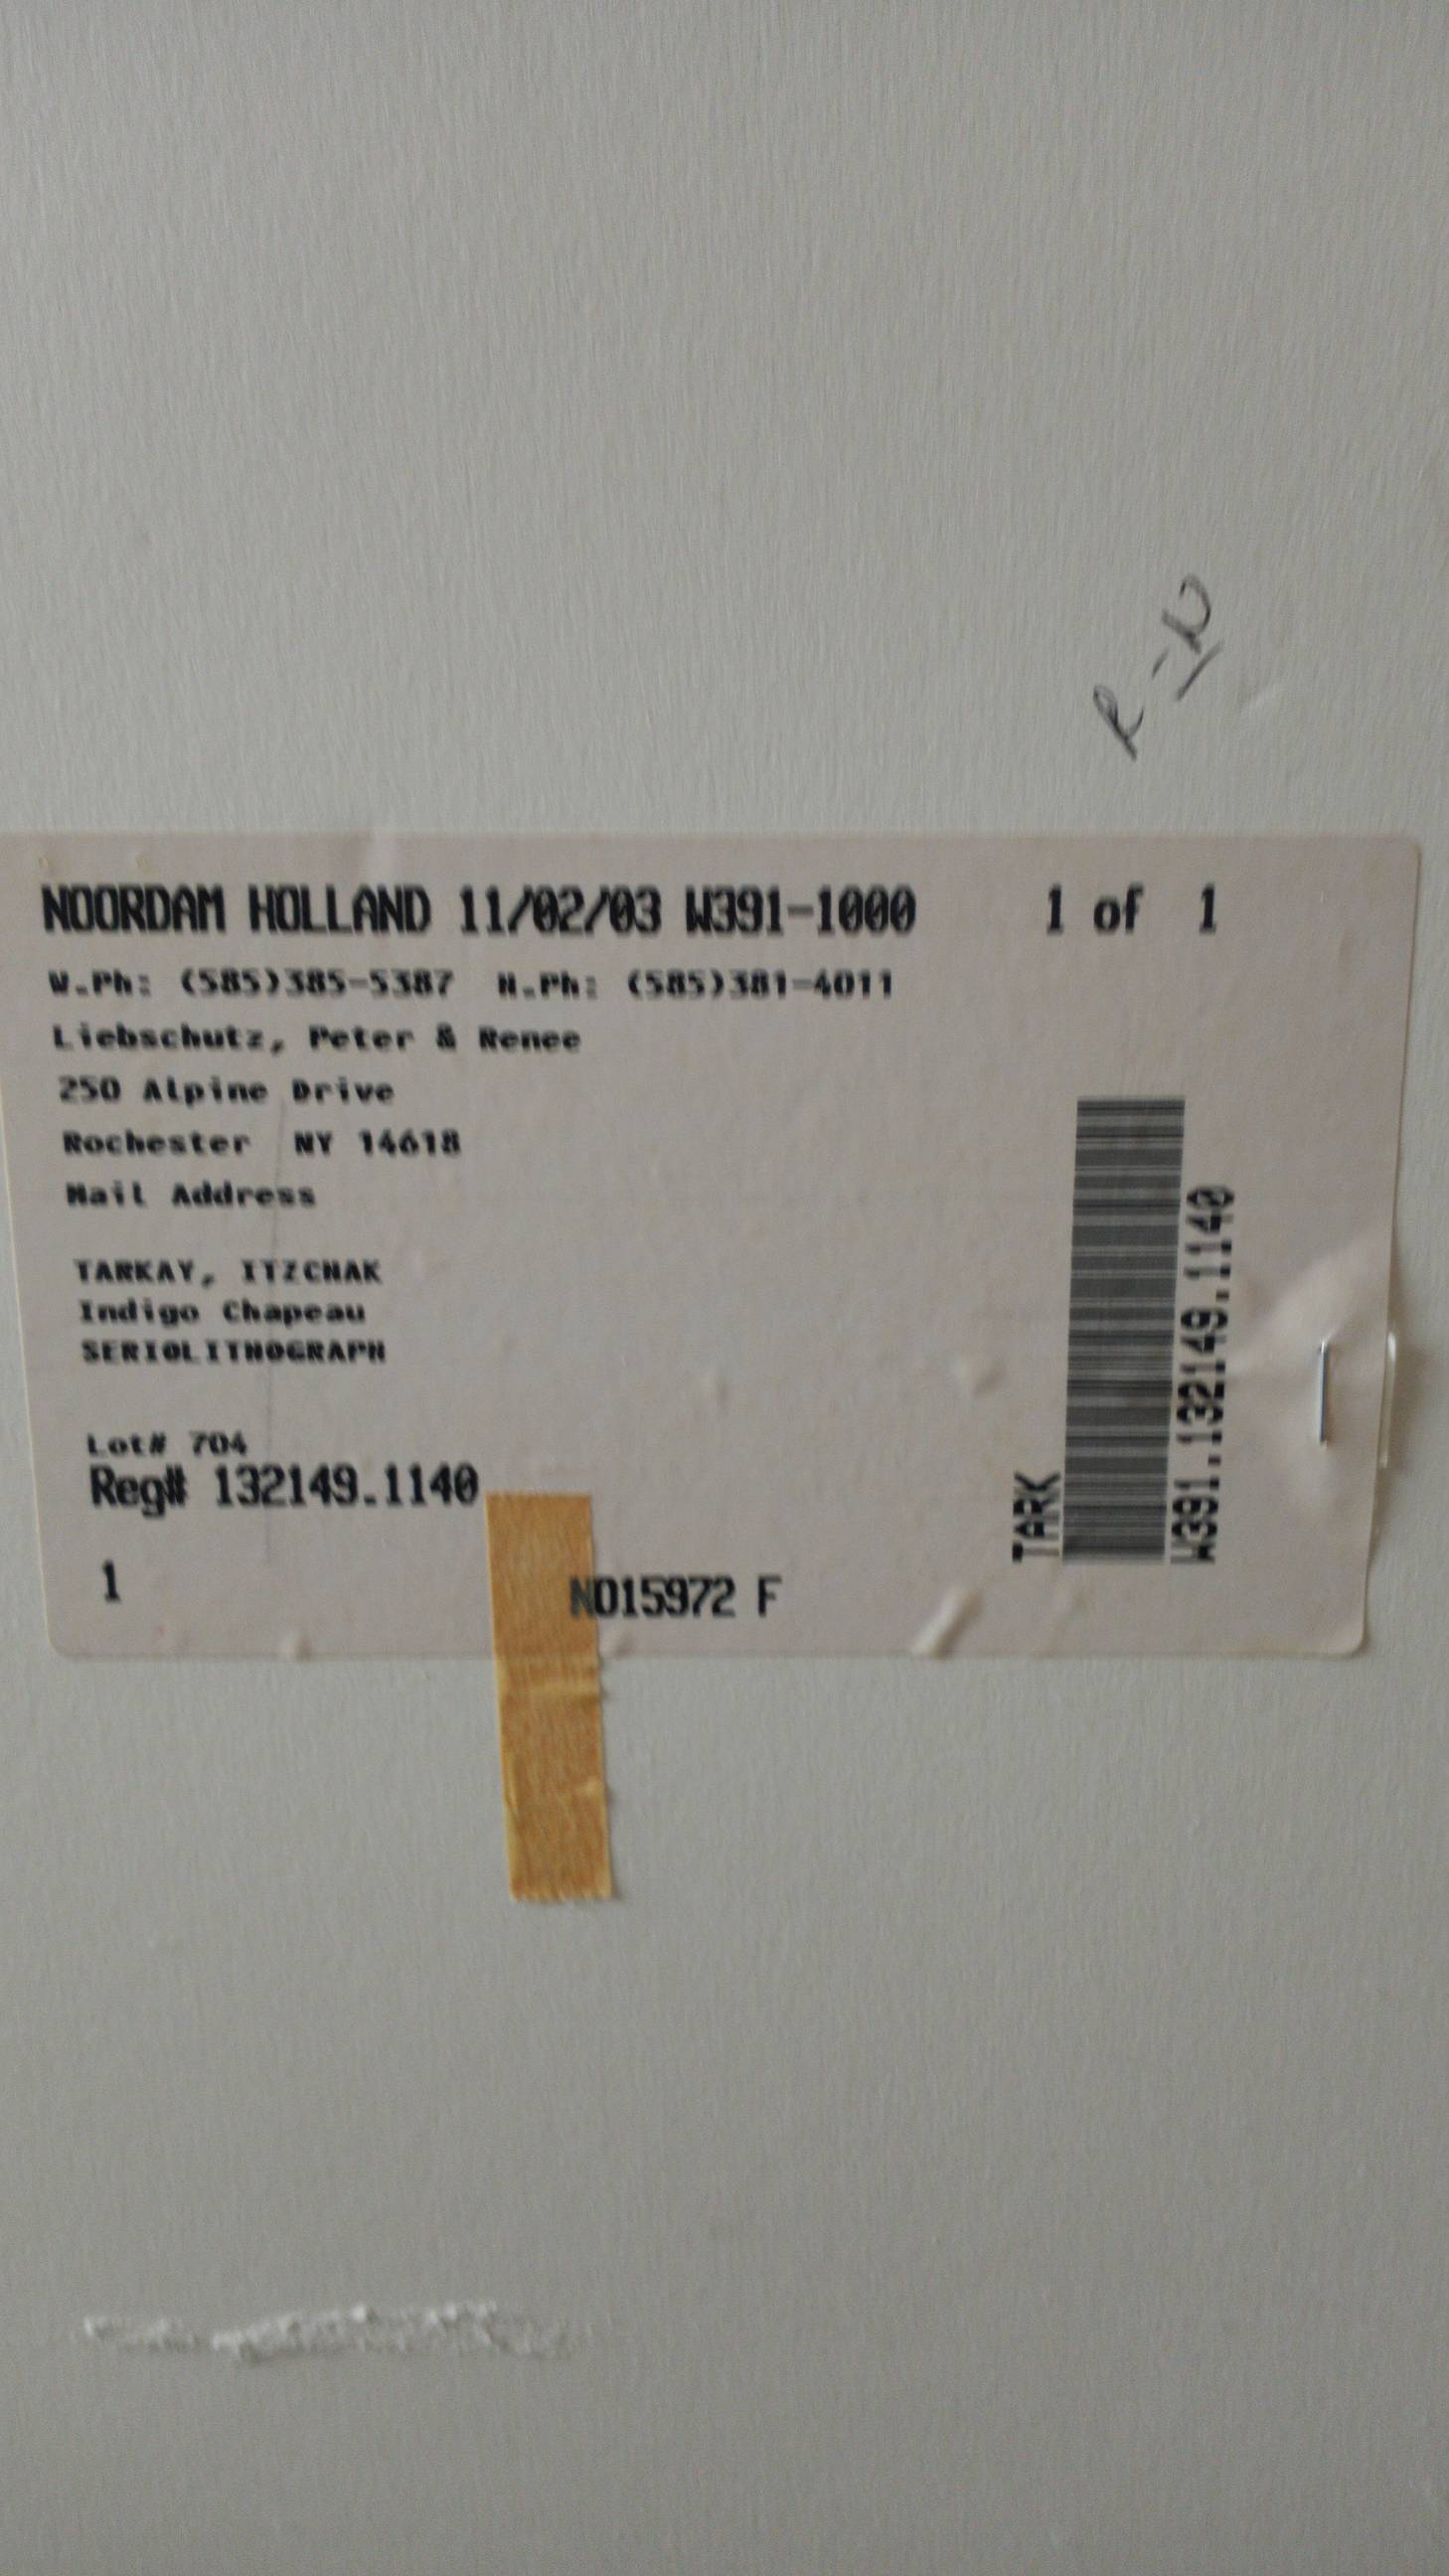 NOORDAM HOLLAND 11/02/03 W391-1000 1 of 1
W.Ph: (585)385-5387 H.Ph: (585)381-4011
Liebschutz, Peter & Renee
250 Alpine Drive
Rochester NY 14618
Mail Address
TARKAY, ITZCHAK
Indigo Chapeau
SERIOLITHOGRAPH
Lot# 704
Reg# 132149.1140
1 NO15972 F
TARK
W391.132149.1140